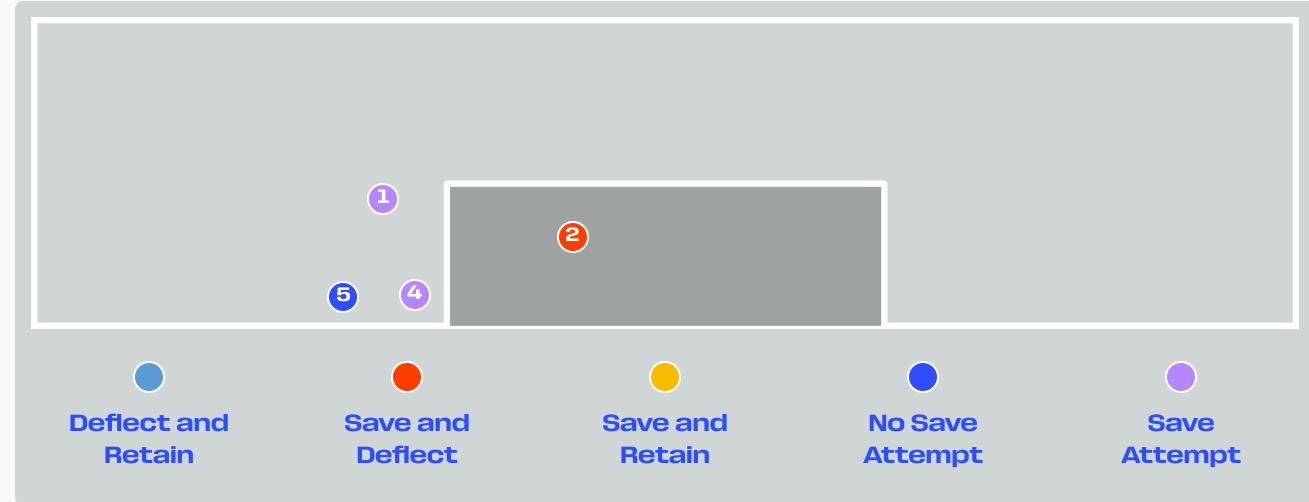 1
2
5
4
Deflect and
Retain
Save and
Deflect
Save and
Retain
No Save
Attempt
Save
Attempt